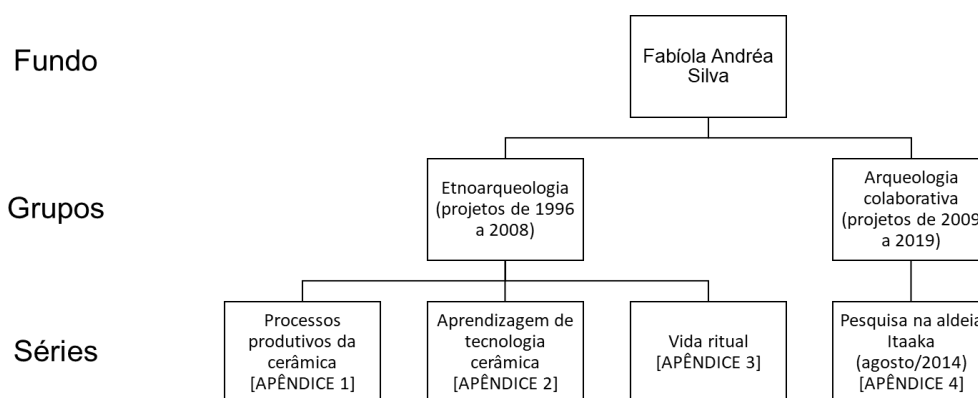 Fundo
Fabíola Andréa
Silva
Grupos
Etnoarqueologia
(projetos de 1996
a 2008)
Arqueologia
colaborativa
(projetos de 2009
a 2019)
Séries
Processos
produtivos da
cerâmica
[APÊNDICE 1]
Aprendizagem de
tecnologia
cerâmica
[APÊNDICE 2]
Vida ritual
[APÊNDICE 3]
Pesquisa na aldeia
Itaaka
(agosto/2014)
[APÊNDICE 4]